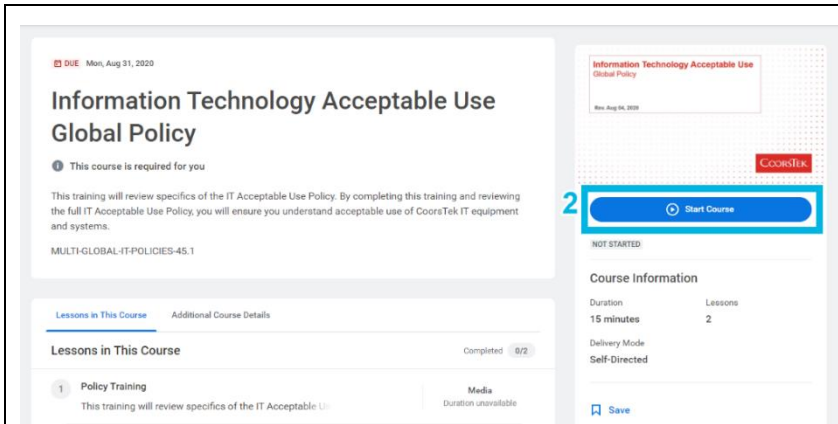 DUE Mon, Aug 31, 2020
Information Technology Acceptable Use
Global Policy
This course is required for you
This training will review specifics of the IT Acceptable Use Policy. By completing this training and reviewing
the full IT Acceptable Use Policy, you will ensure you understand acceptable use of CoorsTek IT equipment
and systems.
MULTI-GLOBAL-IT-POLICIES-45.1
Lessons in This Course Additional Course Details
Lessons in This Course Completed 0/2
1 Policy Training
This training will review specifics of the IT Acceptable
Media
Duration unavailable
Information Technology Acceptable Use
Global Policy
Rev. Aug 04, 2020
COORSTEK
2 Start Course
NOT STARTED
Course Information
Duration Lessons
15 minutes 2
Delivery Mode
Self-Directed
Save